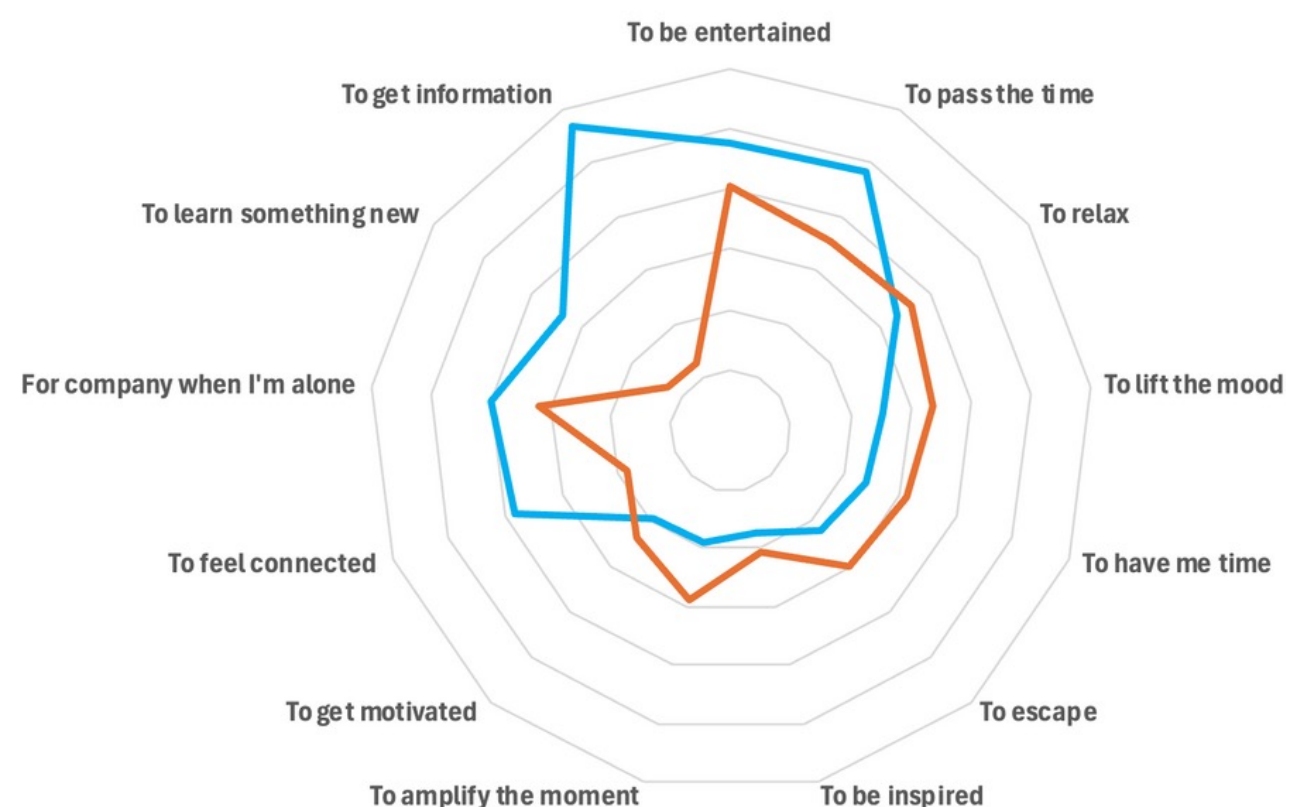 To be entertained
To pass the time
To relax
To lift the mood
To have me time
To escape
To be inspired
To amplify the moment
To get motivated
To feel connected
For company when I'm alone
To learn something new
To get information